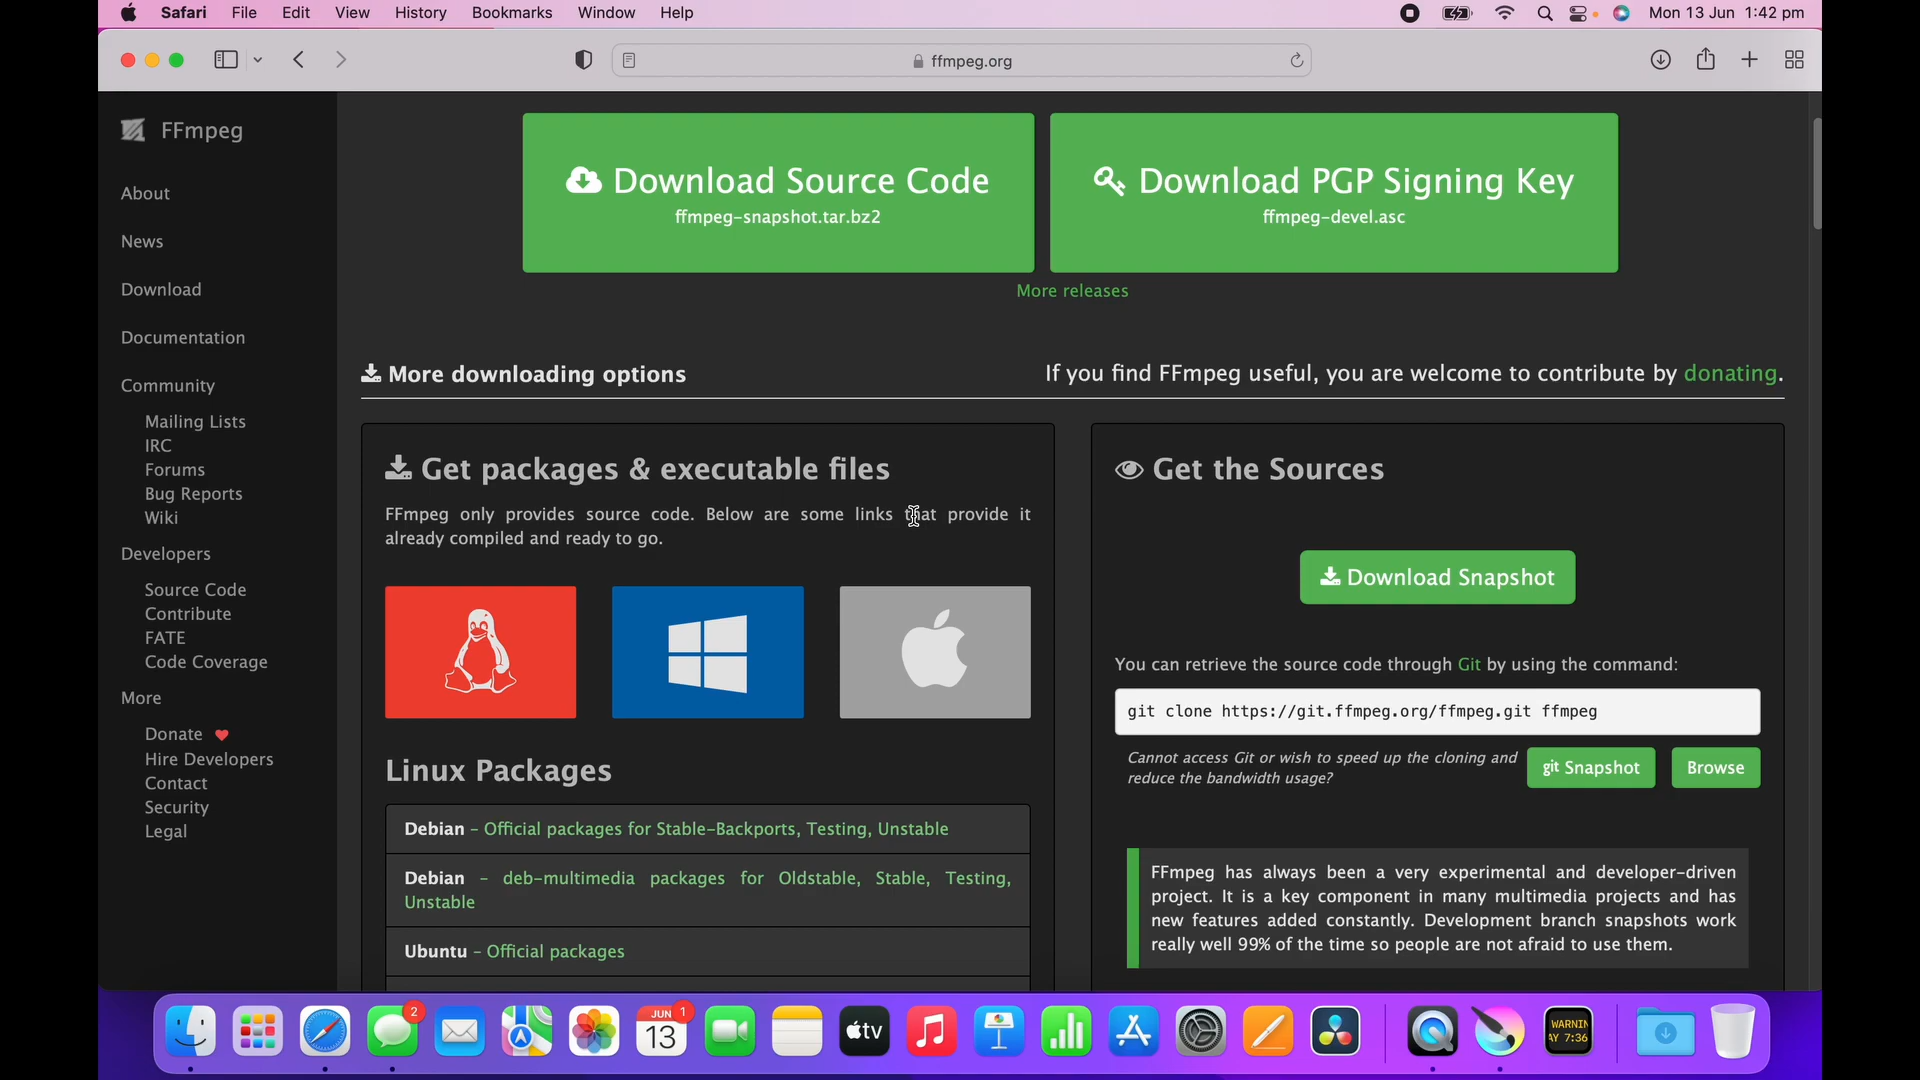 Safari File Edit View History Bookmarks Window Help Mon 13 Jun 1:42 pm
ffmpeg.org
FFmpeg
About
News
Download
Documentation
Community
Mailing Lists
IRC
Forums
Bug Reports
Wiki
Developers
Source Code
Contribute
FATE
Code Coverage
More
Donate
Hire Developers
Contact
Security
Legal
Download Source Code
ffmpeg-snapshot.tar.bz2
Download PGP Signing Key
ffmpeg-devel.asc
More releases
More downloading options
If you find FFmpeg useful, you are welcome to contribute by donating.
Get packages & executable files
FFmpeg only provides source code. Below are some links that provide it
already compiled and ready to go.
Linux Packages
Debian – Official packages for Stable-Backports, Testing, Unstable
Debian – deb-multimedia packages for Oldstable, Stable, Testing,
Unstable
Ubuntu – Official packages
Get the Sources
Download Snapshot
You can retrieve the source code through Git by using the command:
git clone https://git.ffmpeg.org/ffmpeg.git ffmpeg
Cannot access Git or wish to speed up the cloning and
reduce the bandwidth usage?
git Snapshot
Browse
FFmpeg has always been a very experimental and developer-driven
project. It is a key component in many multimedia projects and has
new features added constantly. Development branch snapshots work
really well 99% of the time so people are not afraid to use them.
2
JUN
13
1
tv
WARNIN
AY 7:36